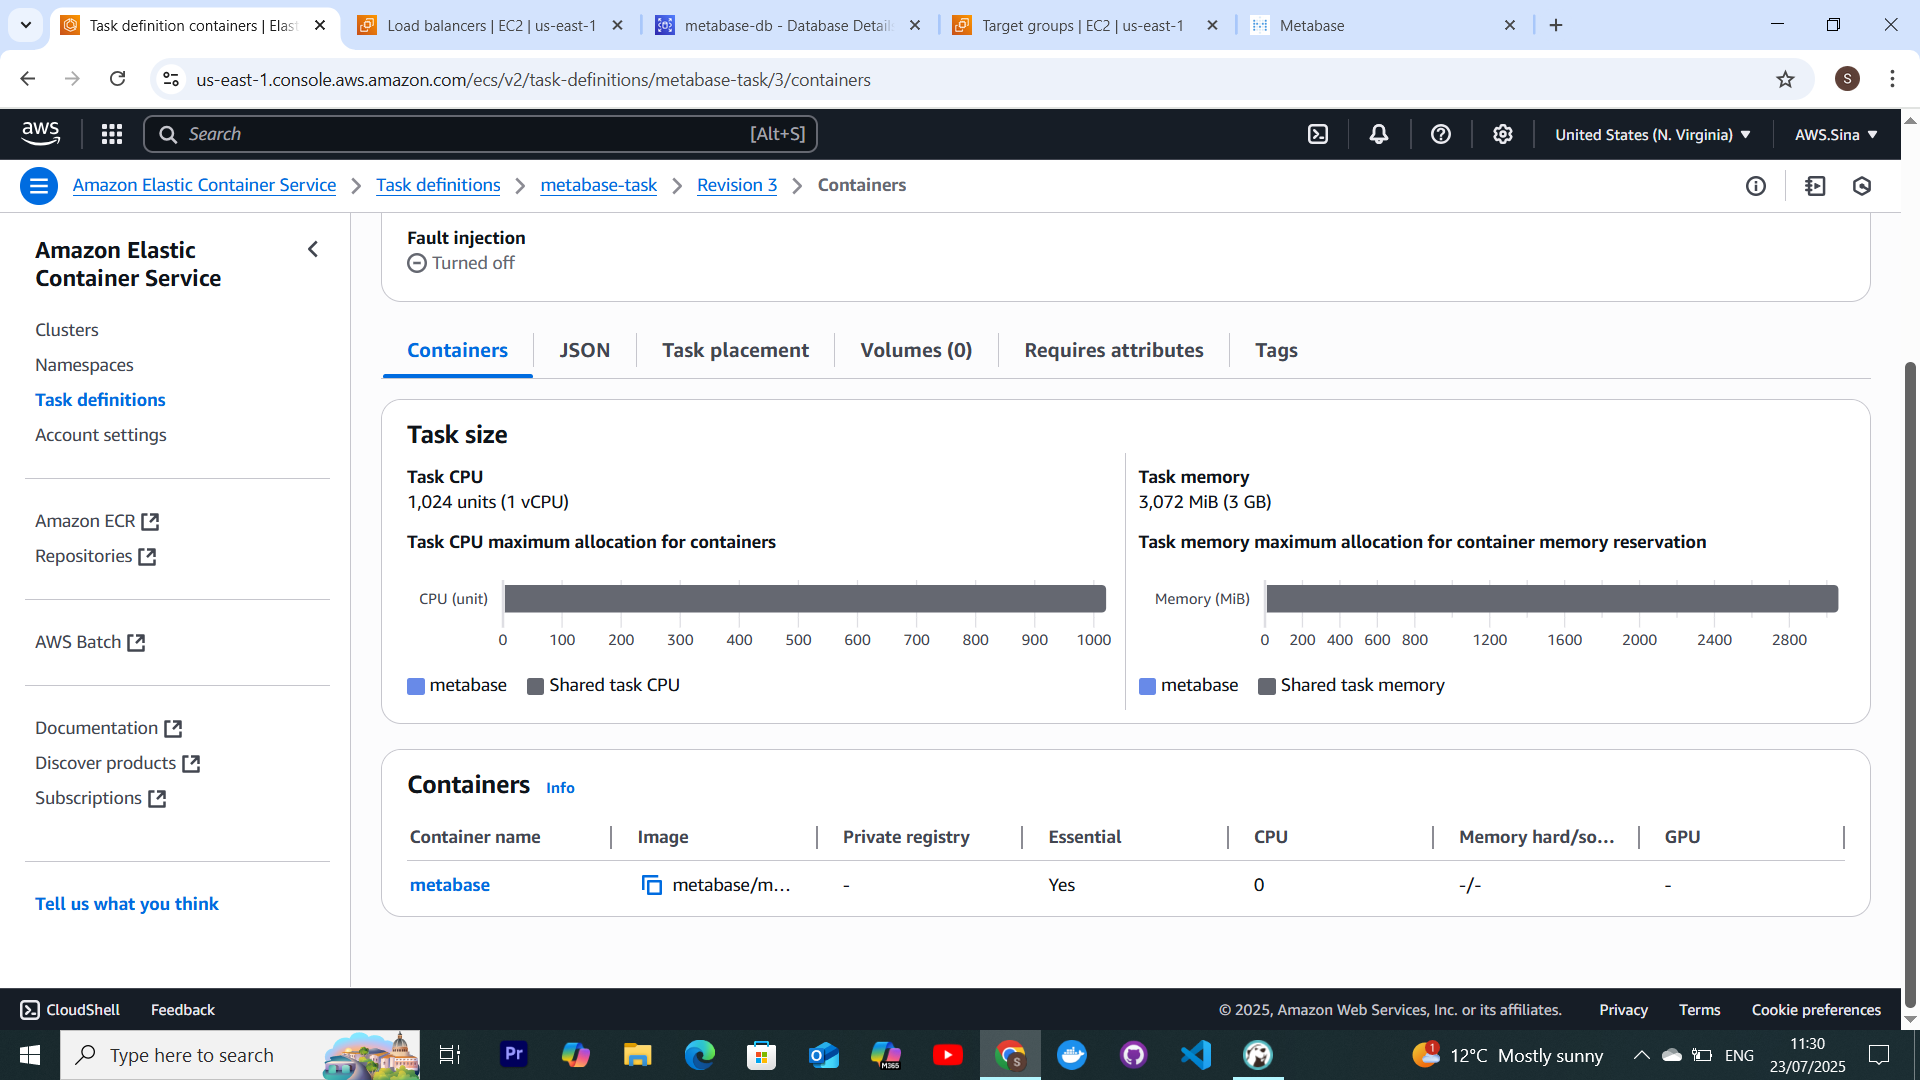 Task definition containers | Elast
Load balancers | EC2 | us-east-1
metabase-db - Database Details
Target groups | EC2 | us-east-1
Metabase
us-east-1.console.aws.amazon.com/ecs/v2/task-definitions/metabase-task/3/containers
S
aws
Search
[Alt+S]
United States (N. Virginia)
AWS.Sina
Amazon Elastic Container Service
Task definitions
metabase-task
Revision 3
Containers
Amazon Elastic
Container Service
Clusters
Namespaces
Task definitions
Account settings
Amazon ECR
Repositories
AWS Batch
Documentation
Discover products
Subscriptions
Tell us what you think
Fault injection
Turned off
Containers
JSON
Task placement
Volumes (0)
Requires attributes
Tags
Task size
Task CPU
1,024 units (1 vCPU)
Task CPU maximum allocation for containers
CPU (unit)
0 100 200 300 400 500 600 700 800 900 1000
metabase
Shared task CPU
Task memory
3,072 MiB (3 GB)
Task memory maximum allocation for container memory reservation
Memory (MiB)
0 200 400 600 800 1200 1600 2000 2400 2800
metabase
Shared task memory
Containers Info
Container name Image Private registry Essential CPU Memory hard/so... GPU
metabase metabase/m... - Yes 0 -/- -
CloudShell
Feedback
© 2025, Amazon Web Services, Inc. or its affiliates.
Privacy
Terms
Cookie preferences
Type here to search
Pr
M365
S
1
12°C Mostly sunny
ENG
11:30
23/07/2025